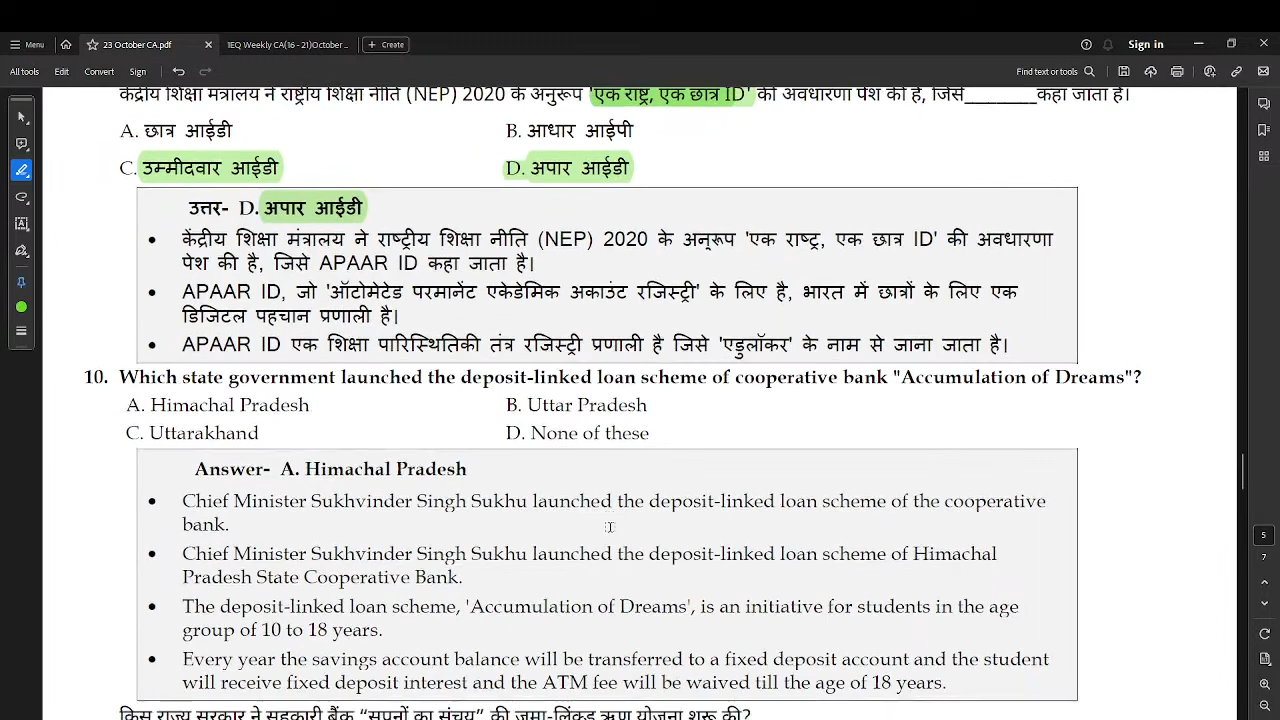 Menu
23 October CA.pdf
1EQ Weekly CA(16 - 21)October...
Create
Sign in
All tools
Edit
Convert
Sign
Find text or tools
केंद्रीय शिक्षा मंत्रालय ने राष्ट्रीय शिक्षा नीति (NEP) 2020 के अनुरूप 'एक राष्ट्र, एक छात्र ID' की अवधारणा पेश की है, जिसे________कहा जाता है।
A. छात्र आईडी
B. आधार आईपी
C. उम्मीदवार आईडी
D. अपार आईडी
उत्तर- D. अपार आईडी
• केंद्रीय शिक्षा मंत्रालय ने राष्ट्रीय शिक्षा नीति (NEP) 2020 के अनुरूप 'एक राष्ट्र, एक छात्र ID' की अवधारणा
पेश की है, जिसे APAAR ID कहा जाता है।
• APAAR ID, जो 'ऑटोमेटेड परमानेंट एकेडेमिक अकाउंट रजिस्ट्री' के लिए है, भारत में छात्रों के लिए एक
डिजिटल पहचान प्रणाली है।
• APAAR ID एक शिक्षा पारिस्थितिकी तंत्र रजिस्ट्री प्रणाली है जिसे 'एडुलॉकर' के नाम से जाना जाता है।
10. Which state government launched the deposit-linked loan scheme of cooperative bank "Accumulation of Dreams"?
A. Himachal Pradesh
B. Uttar Pradesh
C. Uttarakhand
D. None of these
Answer- A. Himachal Pradesh
• Chief Minister Sukhvinder Singh Sukhu launched the deposit-linked loan scheme of the cooperative
bank.
• Chief Minister Sukhvinder Singh Sukhu launched the deposit-linked loan scheme of Himachal
Pradesh State Cooperative Bank.
• The deposit-linked loan scheme, 'Accumulation of Dreams', is an initiative for students in the age
group of 10 to 18 years.
• Every year the savings account balance will be transferred to a fixed deposit account and the student
will receive fixed deposit interest and the ATM fee will be waived till the age of 18 years.
किस राज्य सरकार ने सहकारी बैंक “सपनों का संचय” की जमा-लिंक्ड ऋण योजना शुरू की?
5
7